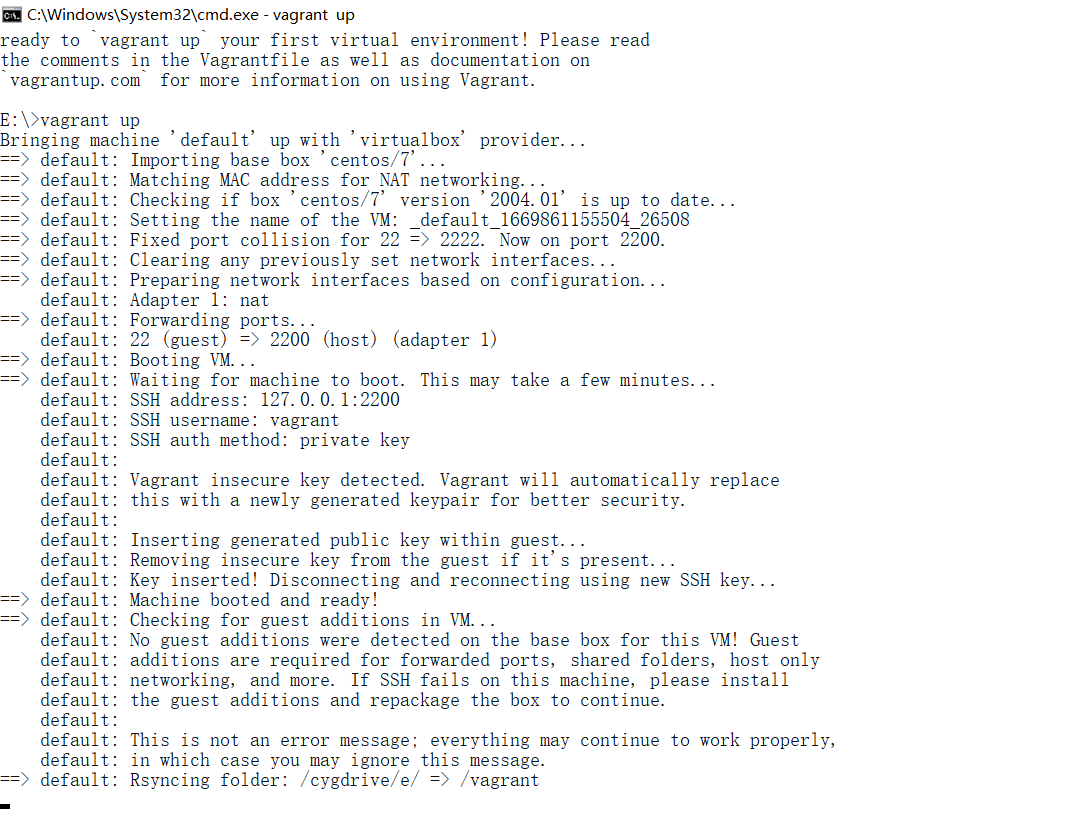 C:\Windows\System32\cmd.exe - vagrant  up
ready to `vagrant up` your first virtual environment! Please read
the comments in the Vagrantfile as well as documentation on
`vagrantup.com` for more information on using Vagrant.
E:\>vagrant up
Bringing machine 'default' up with 'virtualbox' provider...
==> default: Importing base box 'centos/7'...
==> default: Matching MAC address for NAT networking...
==> default: Checking if box 'centos/7' version '2004.01' is up to date...
==> default: Setting the name of the VM: _default_1669861155504_26508
==> default: Fixed port collision for 22 => 2222. Now on port 2200.
==> default: Clearing any previously set network interfaces...
==> default: Preparing network interfaces based on configuration...
    default: Adapter 1: nat
==> default: Forwarding ports...
    default: 22 (guest) => 2200 (host) (adapter 1)
==> default: Booting VM...
==> default: Waiting for machine to boot. This may take a few minutes...
    default: SSH address: 127.0.0.1:2200
    default: SSH username: vagrant
    default: SSH auth method: private key
    default:
    default: Vagrant insecure key detected. Vagrant will automatically replace
    default: this with a newly generated keypair for better security.
    default:
    default: Inserting generated public key within guest...
    default: Removing insecure key from the guest if it's present...
    default: Key inserted! Disconnecting and reconnecting using new SSH key...
==> default: Machine booted and ready!
==> default: Checking for guest additions in VM...
    default: No guest additions were detected on the base box for this VM! Guest
    default: additions are required for forwarded ports, shared folders, host only
    default: networking, and more. If SSH fails on this machine, please install
    default: the guest additions and repackage the box to continue.
    default:
    default: This is not an error message; everything may continue to work properly,
    default: in which case you may ignore this message.
==> default: Rsyncing folder: /cygdrive/e/ => /vagrant